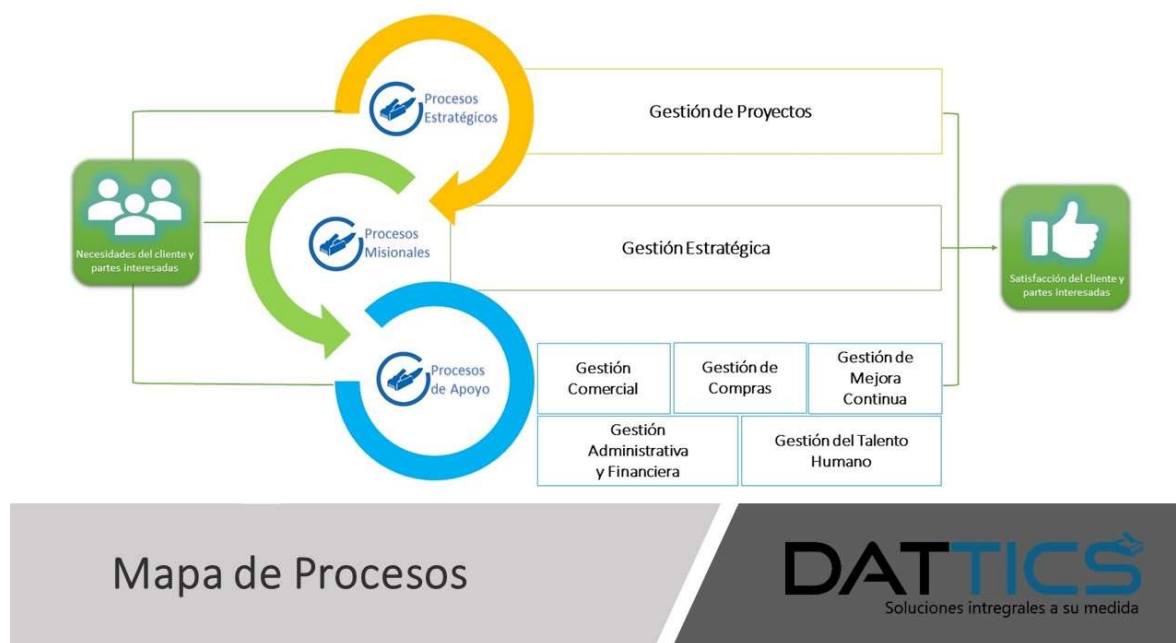 Procesos
Estratégicos
Gestión de Proyectos
Necesidades del cliente y
partes interesadas
Procesos
Misionales
Gestión Estratégica
Satisfacción del cliente y
partes interesadas
Procesos
de Apoyo
Gestión
Comercial
Gestión de
Compras
Gestión de
Mejora
Continua
Gestión
Administrativa
y Financiera
Gestión del Talento
Humano
Mapa de Procesos
DATTICS
Soluciones intregrales a su medida